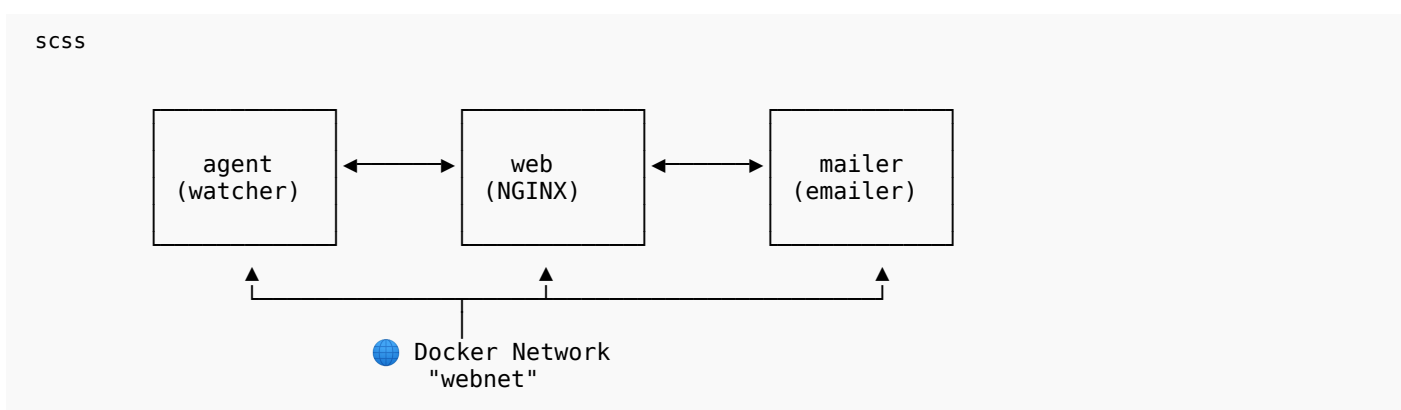 scss
agent web mailer
(watcher) (NGINX) (emailer)
Docker Network
"webnet"